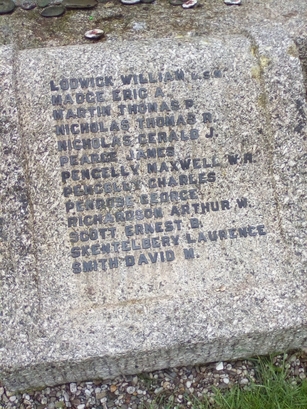 LODWICK WILLIAM
MADGE ERIC A.
MARTIN THOMAS P.
NICHOLAS THOMAS R.
NICHOLAS GERALD J.
PEARCE JAMES
PENGELLY MAXWELL W.R.
PENGELLY CHARLES
PENROSE GEORGE
RICHARDSON ARTHUR W.
SCOTT ERNEST B.
SKENTELBERY LAURENCE
SMITH DAVID M.